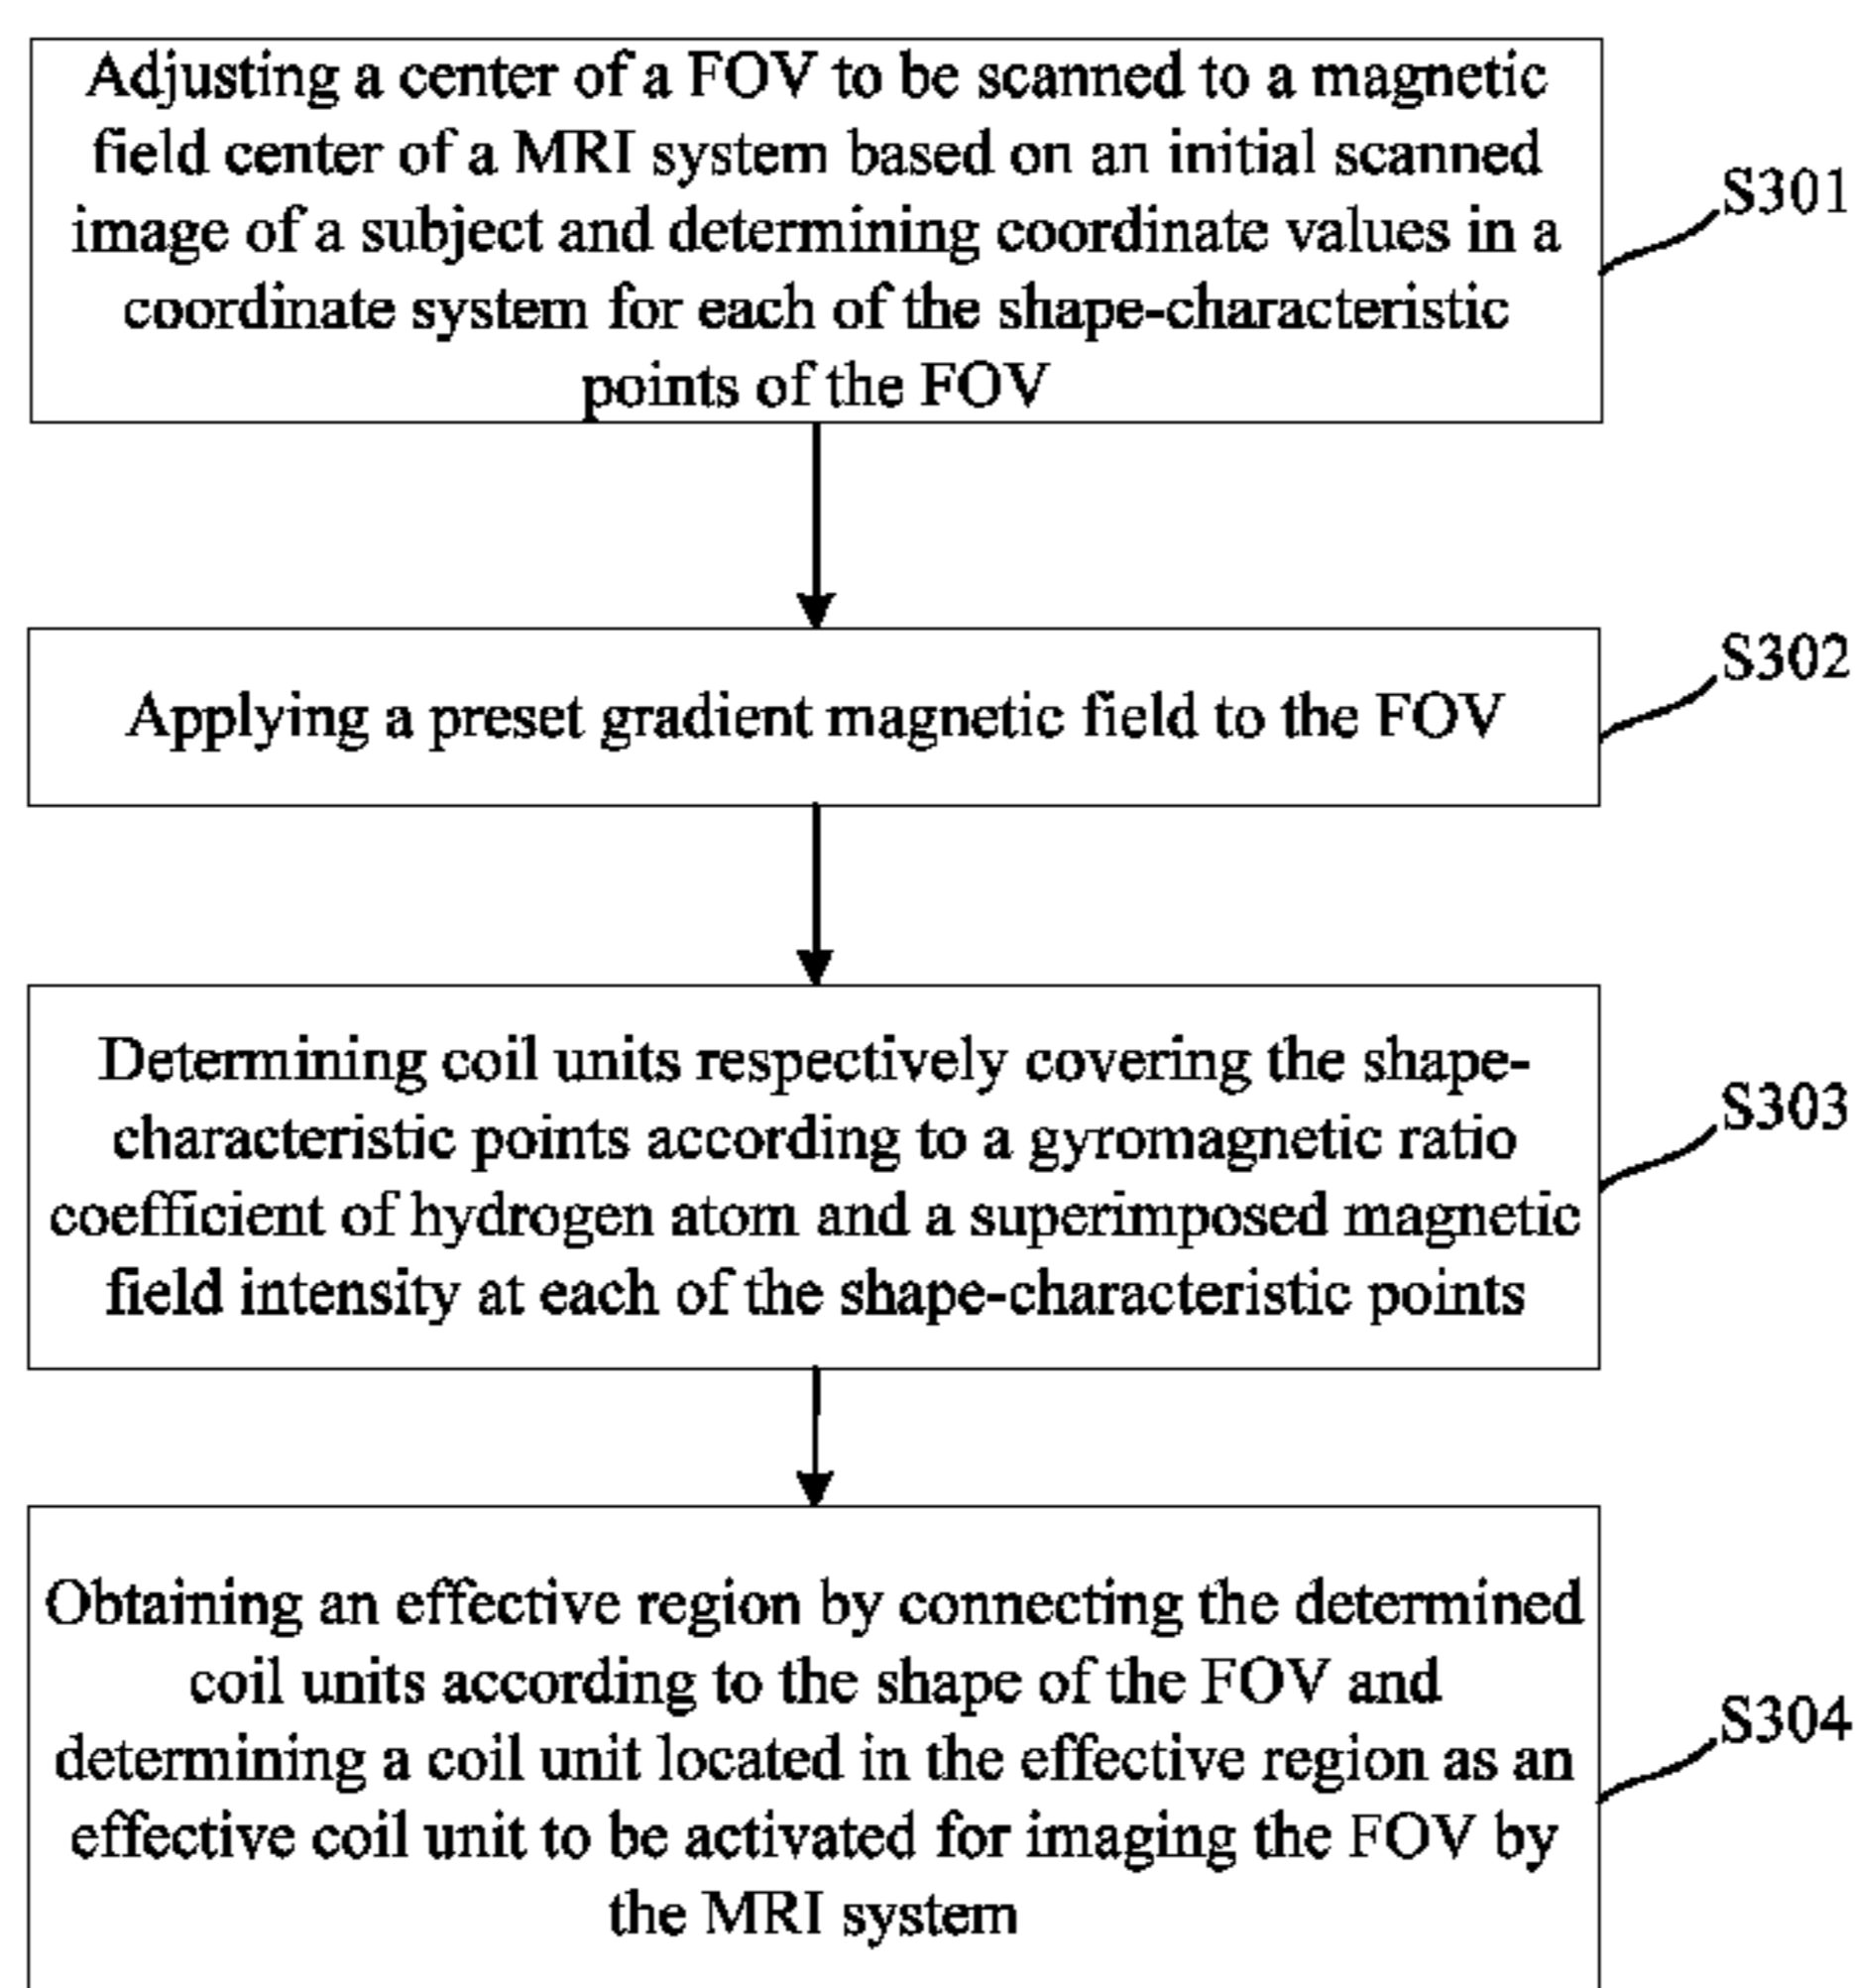 Adjusting a center of a FOV to be scanned to a magnetic
field center of a MRI system based on an initial scanned
image of a subject and determining coordinate values in a
coordinate system for each of the shape-characteristic
points of the FOV
S301
Applying a preset gradient magnetic field to the FOV
S302
Determining coil units respectively covering the shape-
characteristic points according to a gyromagnetic ratio
coefficient of hydrogen atom and a superimposed magnetic
field intensity at each of the shape-characteristic points
S303
Obtaining an effective region by connecting the determined
coil units according to the shape of the FOV and
determining a coil unit located in the effective region as an
effective coil unit to be activated for imaging the FOV by
the MRI system
S304